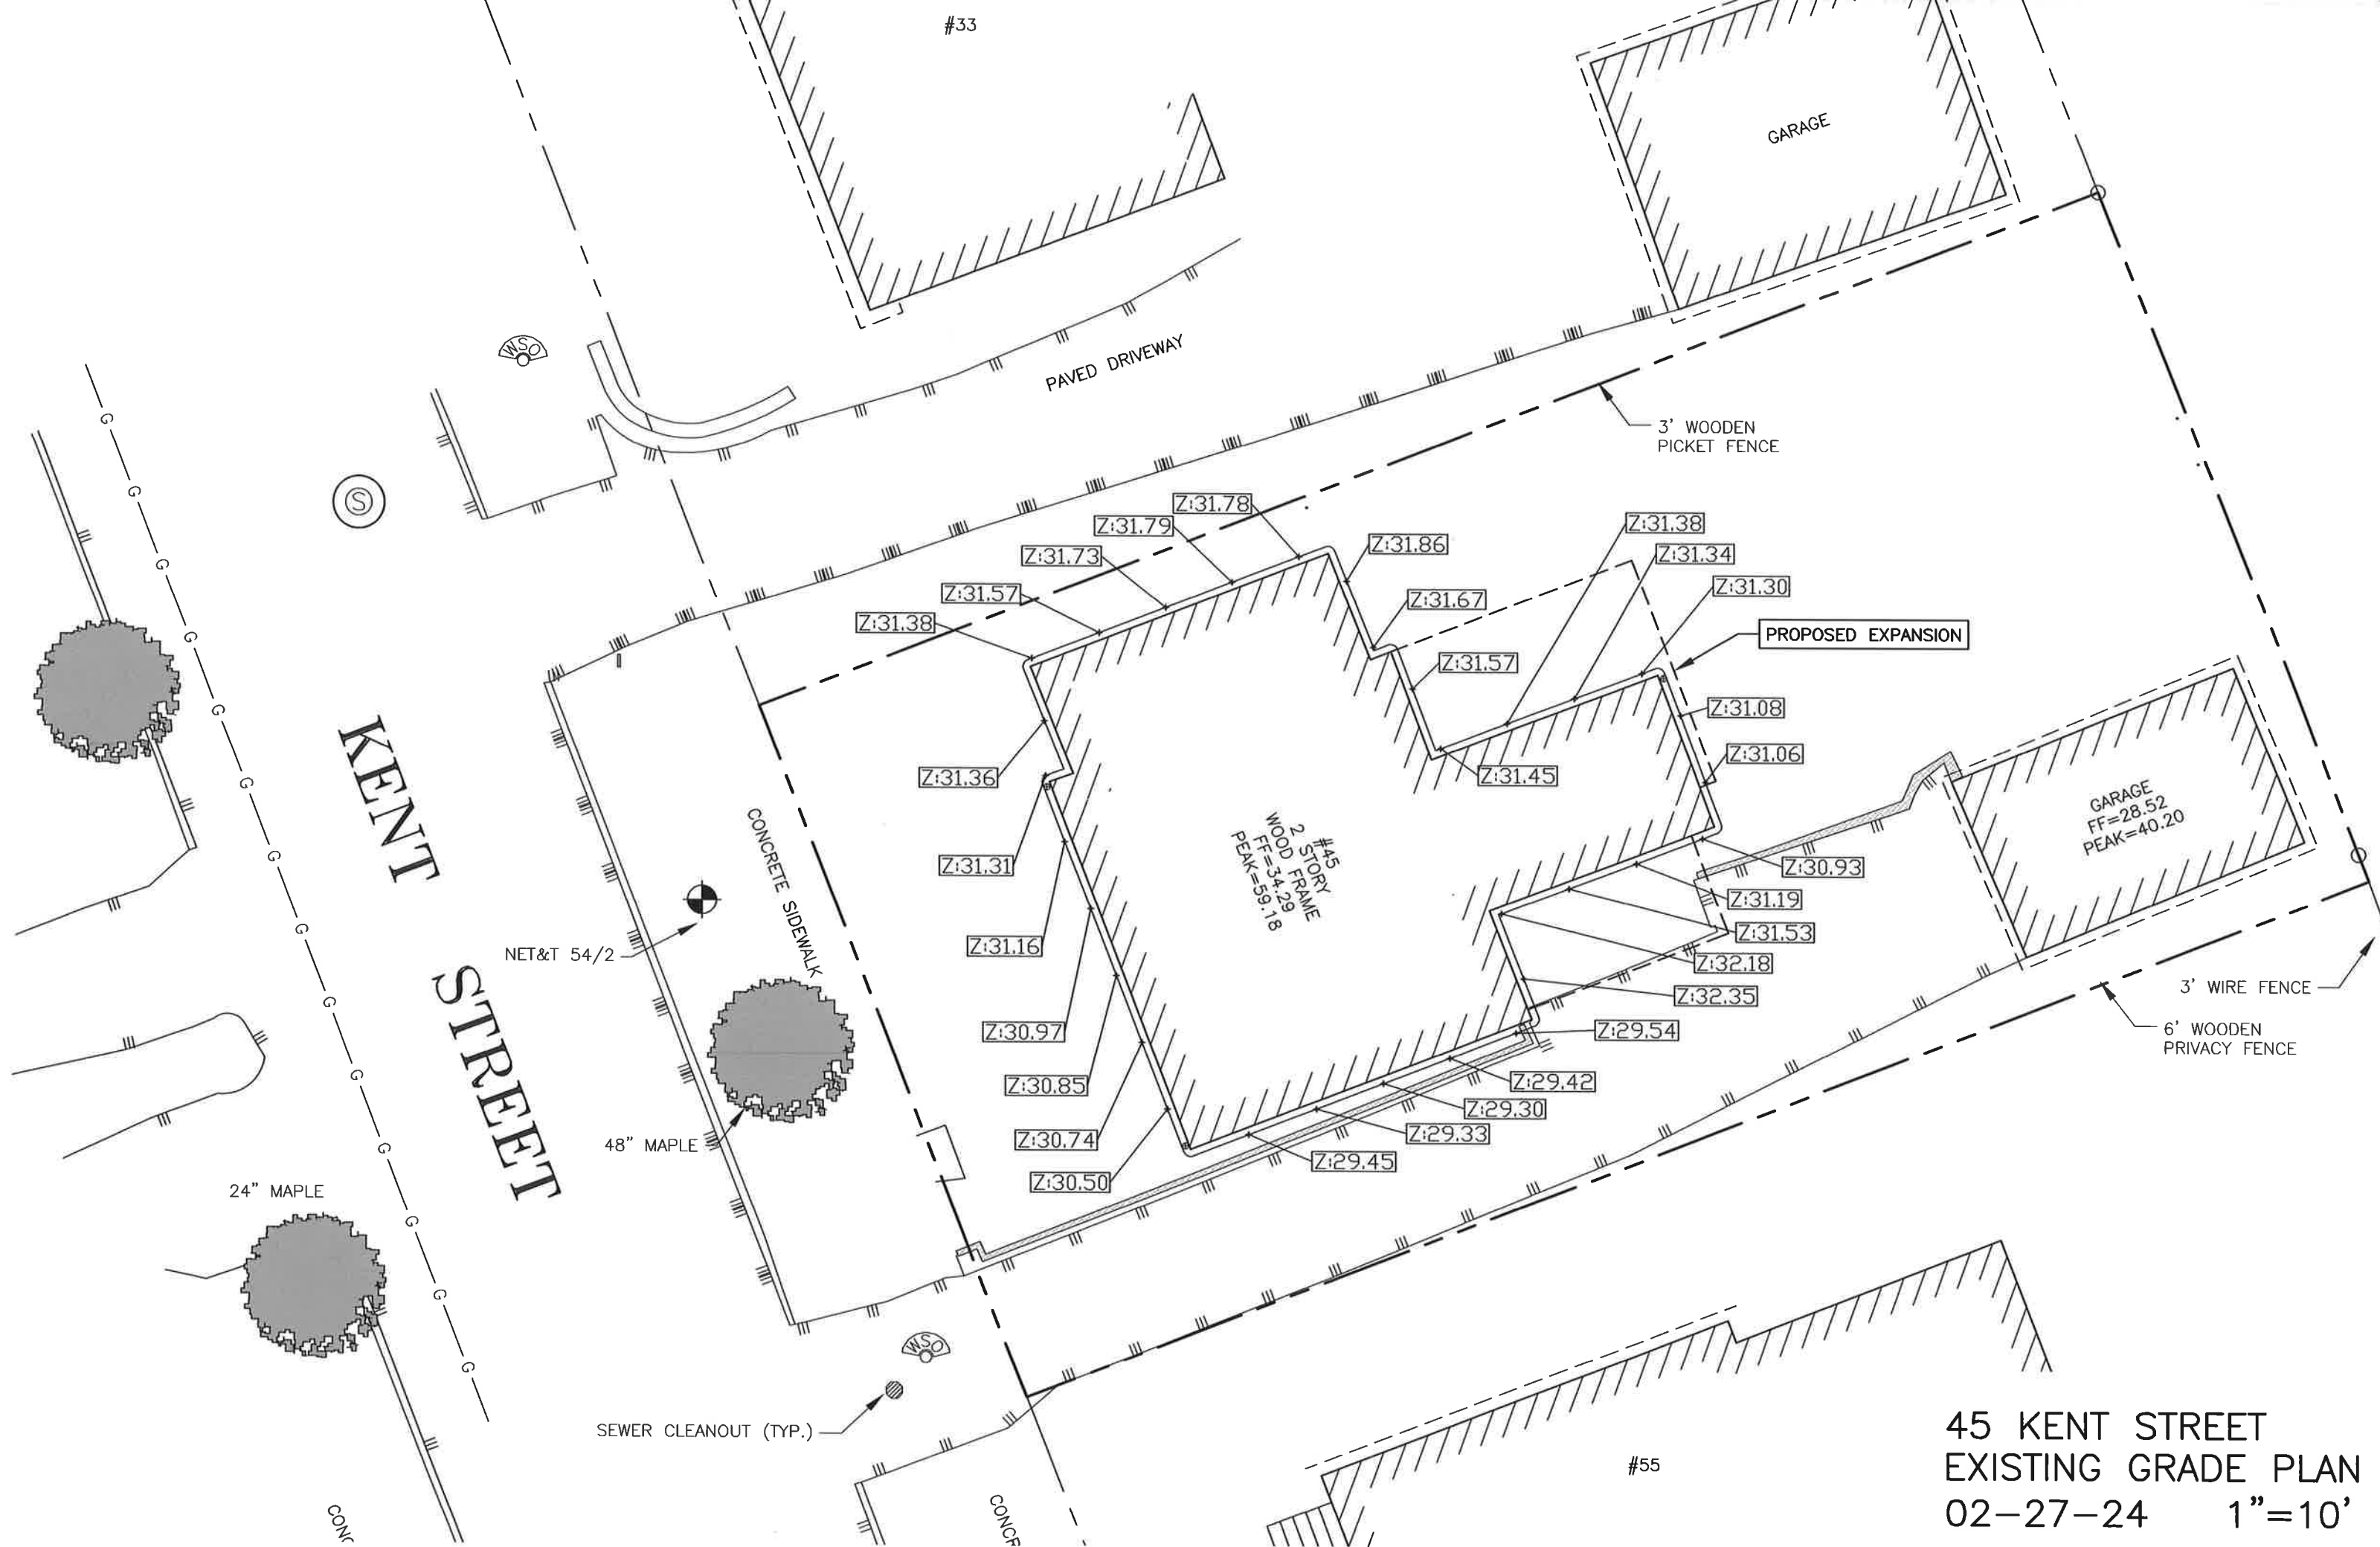 #33
GARAGE
WSO
PAVED DRIVEWAY
3' WOODEN
PICKET FENCE
G
G
G
G
G
G
G
G
G
G
G
G
G
G
S
Z:31.78
Z:31.79
Z:31.73
Z:31.57
Z:31.38
Z:31.86
Z:31.67
Z:31.57
Z:31.38
Z:31.34
Z:31.30
PROPOSED EXPANSION
Z:31.08
Z:31.06
Z:31.45
Z:31.36
Z:31.31
Z:31.16
Z:30.97
Z:30.85
Z:30.74
Z:30.50
Z:30.93
Z:31.19
Z:31.53
Z:32.18
Z:32.35
Z:29.54
Z:29.42
Z:29.30
Z:29.33
Z:29.45
#45
2 STORY
WOOD FRAME
FF=34.29
PEAK=59.18
GARAGE
FF=28.52
PEAK=40.20
KENT STREET
CONCRETE SIDEWALK
NET&T 54/2
48" MAPLE
24" MAPLE
3' WIRE FENCE
6' WOODEN
PRIVACY FENCE
WSO
SEWER CLEANOUT (TYP.)
CONC
CONCR
#55
45 KENT STREET
EXISTING GRADE PLAN
02-27-24 1"=10'